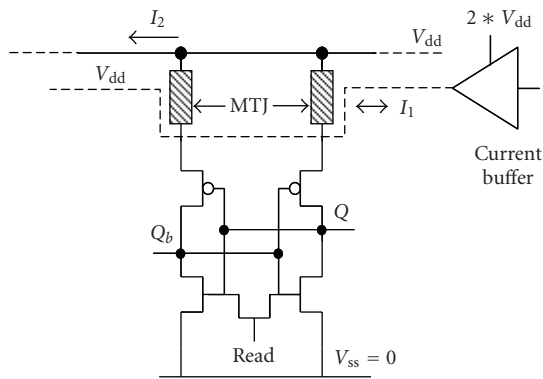 I2
2 * Vdd
Vdd
Vdd
MTJ
I1
Current
buffer
Q
Qb
Read
Vss = 0